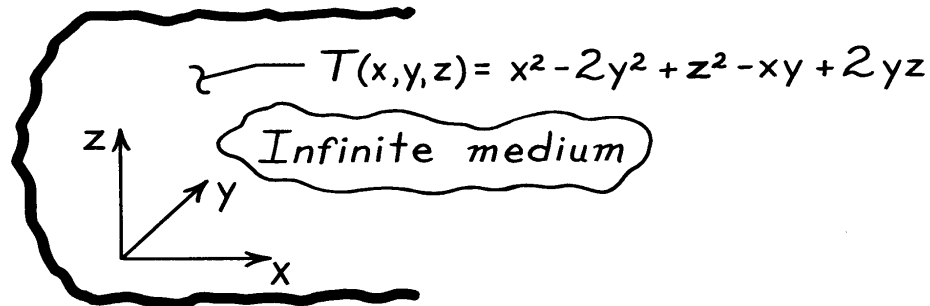 T(x,y,z) = x²-2y²+z²-xy+2yz
Infinite medium
z
y
x